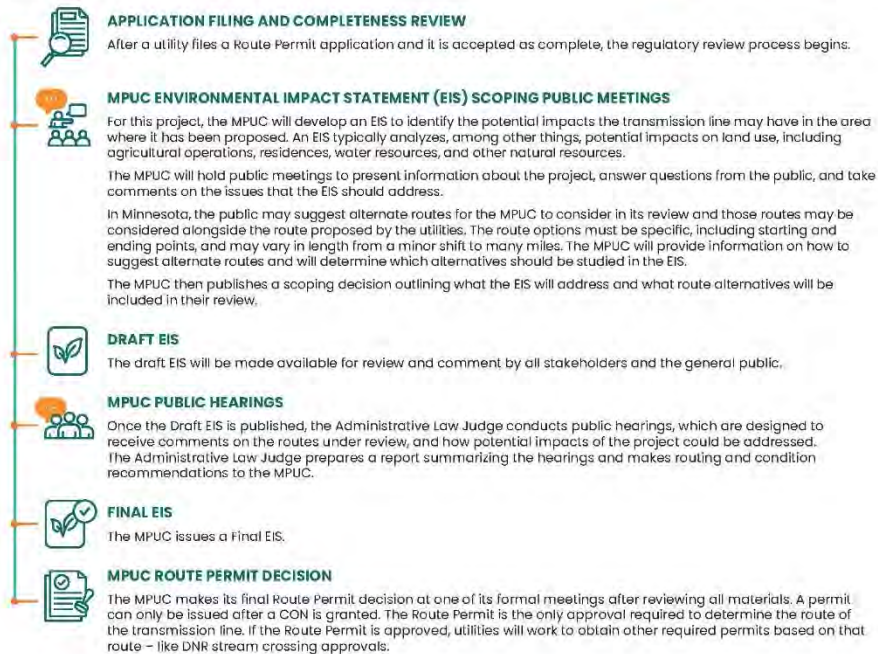 APPLICATION FILING AND COMPLETENESS REVIEW
After a utility files a Route Permit application and it is accepted as complete, the regulatory review process begins.
MPUC ENVIRONMENTAL IMPACT STATEMENT (EIS) SCOPING PUBLIC MEETINGS
For this project, the MPUC will develop an EIS to identify the potential impacts the transmission line may have in the area
where it has been proposed. An EIS typically analyzes, among other things, potential impacts on land use, including
agricultural operations, residences, water resources, and other natural resources.
The MPUC will hold public meetings to present information about the project, answer questions from the public, and take
comments on the issues that the EIS should address.
In Minnesota, the public may suggest alternate routes for the MPUC to consider in its review and those routes may be
considered alongside the route proposed by the utilities. The route options must be specific, including starting and
ending points, and may vary in length from a minor shift to many miles. The MPUC will provide information on how to
suggest alternate routes and will determine which alternatives should be studied in the EIS.
The MPUC then publishes a scoping decision outlining what the EIS will address and what route alternatives will be
included in their review.
DRAFT EIS
The draft EIS will be made available for review and comment by all stakeholders and the general public.
MPUC PUBLIC HEARINGS
Once the Draft EIS is published, the Administrative Law Judge conducts public hearings, which are designed to
receive comments on the routes under review, and how potential impacts of the project could be addressed.
The Administrative Law Judge prepares a report summarizing the hearings and makes routing and condition
recommendations to the MPUC.
FINAL EIS
The MPUC issues a Final EIS.
MPUC ROUTE PERMIT DECISION
The MPUC makes its final Route Permit decision at one of its formal meetings after reviewing all materials. A permit
can only be issued after a CON is granted. The Route Permit is the only approval required to determine the route of
the transmission line. If the Route Permit is approved, utilities will work to obtain other required permits based on that
route – like DNR stream crossing approvals.